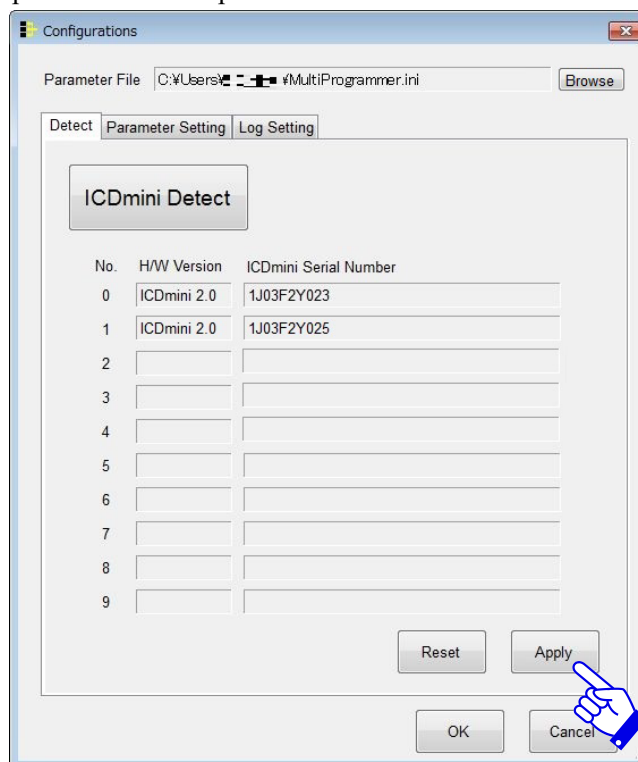 Configurations
Parameter File C:¥Users¥ ¥MultiProgrammer.ini Browse
Detect Parameter Setting Log Setting
ICDmini Detect
No. H/W Version ICDmini Serial Number
0 ICDmini 2.0 1J03F2Y023
1 ICDmini 2.0 1J03F2Y025
2
3
4
5
6
7
8
9
Reset Apply
OK Cancel